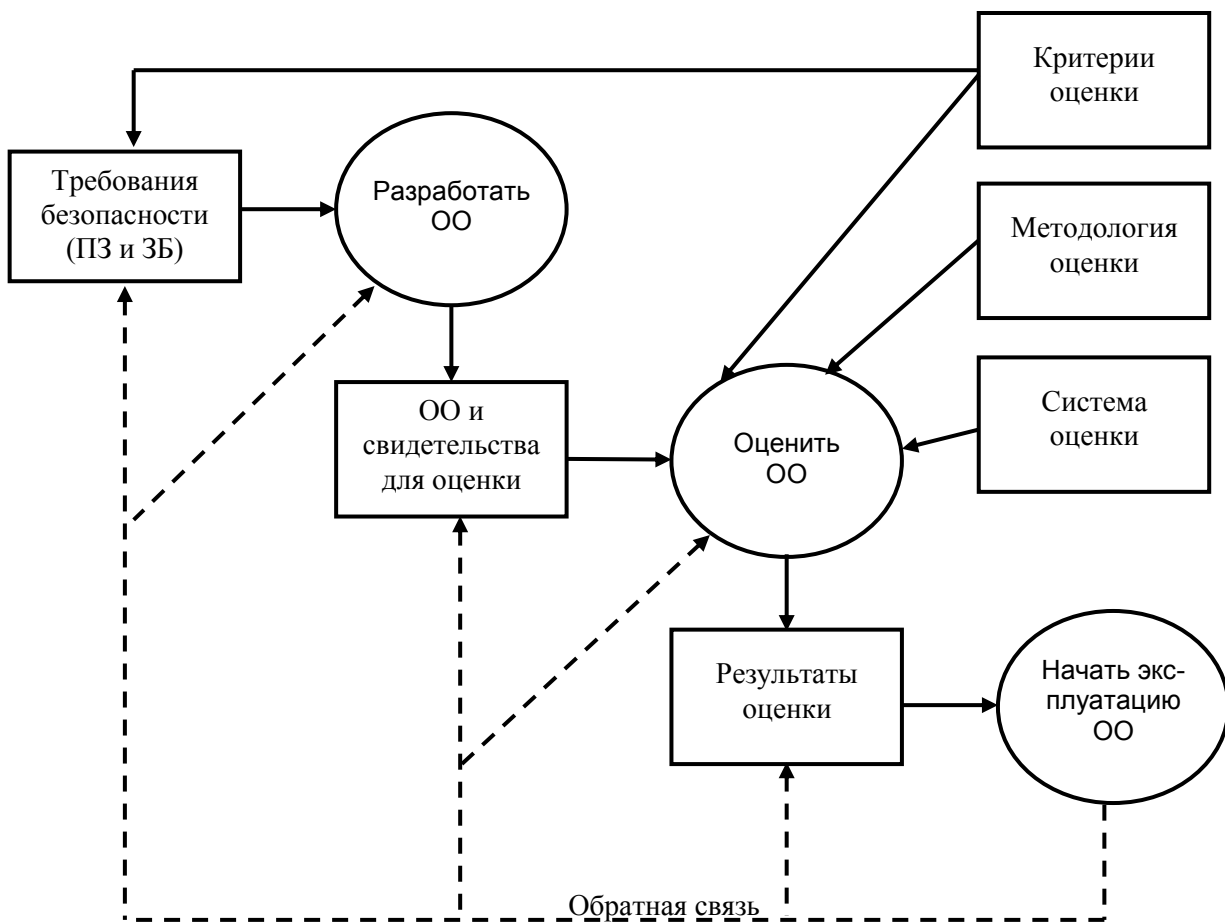 Критерии
оценки
Требования
безопасности
(ПЗ и ЗБ)
Разработать
ОО
Методология
оценки
ОО и
свидетельства
для оценки
Оценить
ОО
Система
оценки
Результаты
оценки
Начать экс-
плуатацию
ОО
Обратная связь